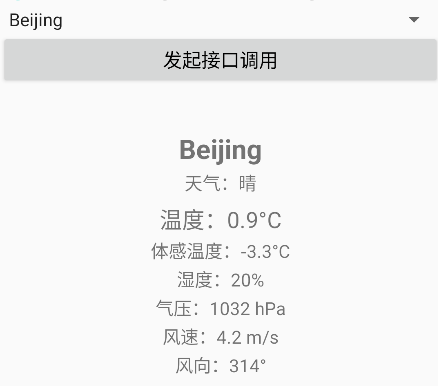 Beijing
发起接口调用
Beijing
天气：晴
温度：0.9°C
体感温度：-3.3°C
湿度：20%
气压：1032 hPa
风速：4.2 m/s
风向：314°